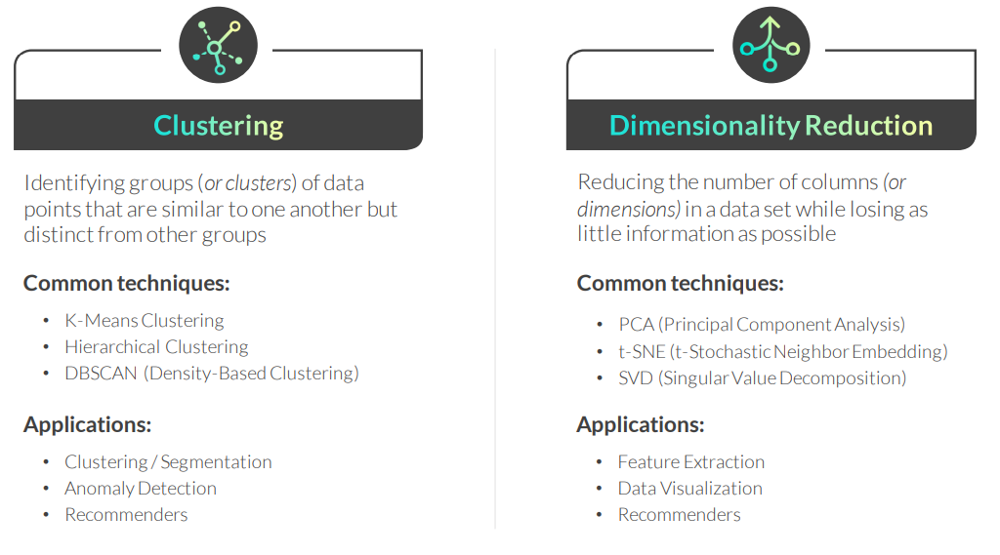 Clustering
Identifying groups (or clusters) of data
points that are similar to one another but
distinct from other groups
Common techniques:
• K-Means Clustering
• Hierarchical Clustering
• DBSCAN (Density-Based Clustering)
Applications:
• Clustering / Segmentation
• Anomaly Detection
• Recommenders
Dimensionality Reduction
Reducing the number of columns (or
dimensions) in a data set while losing as
little information as possible
Common techniques:
• PCA (Principal Component Analysis)
• t-SNE (t-Stochastic Neighbor Embedding)
• SVD (Singular Value Decomposition)
Applications:
• Feature Extraction
• Data Visualization
• Recommenders